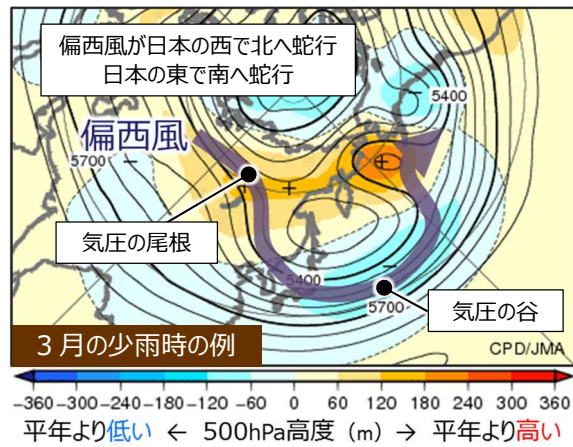 偏西風が日本の西で北へ蛇行
日本の東で南へ蛇行
5400
偏西風
5700
気圧の尾根
5400
5700
気圧の谷
3月の少雨時の例
CPD/JMA
-360 -300 -240 -180 -120 -60 0 60 120 180 240 300 360
平年より低い ← 500hPa高度（m）→ 平年より高い